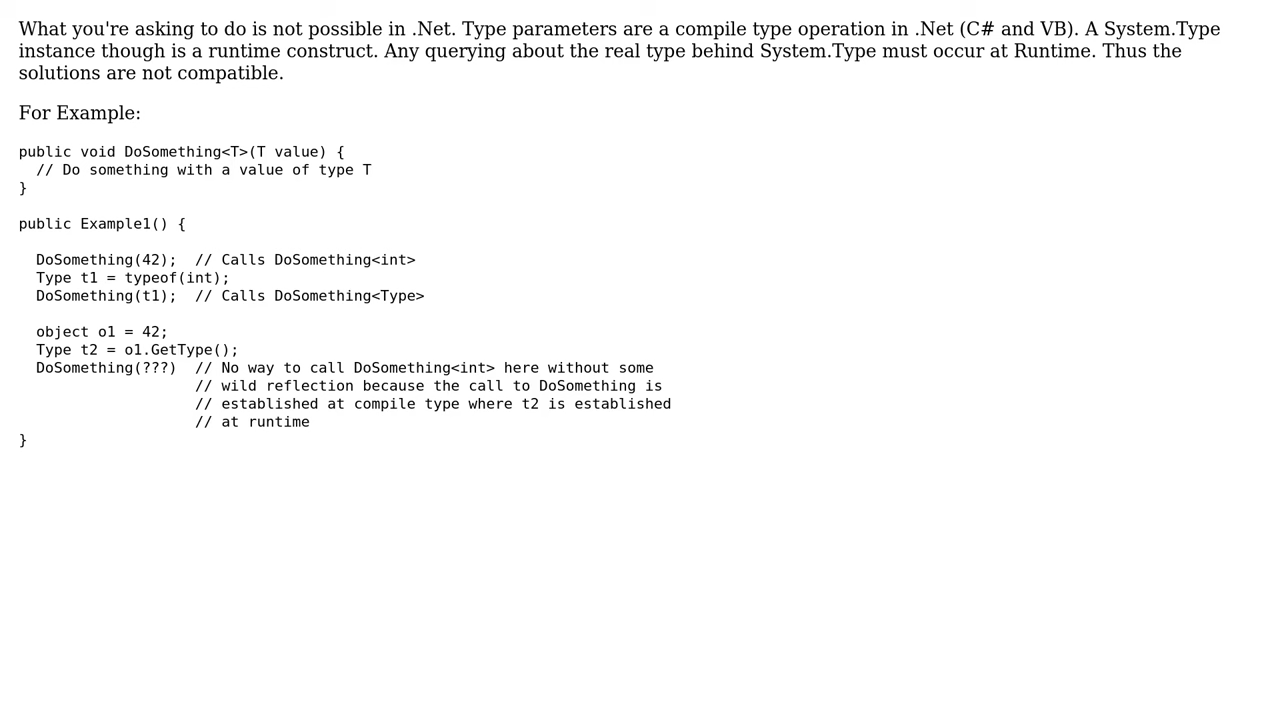 What you're asking to do is not possible in .Net. Type parameters are a compile type operation in .Net (C# and VB). A System.Type
instance though is a runtime construct. Any querying about the real type behind System.Type must occur at Runtime. Thus the
solutions are not compatible.
For Example:
public void DoSomething<T>(T value) {
  // Do something with a value of type T
}
public Example1() {
  DoSomething(42);  // Calls DoSomething<int>
  Type t1 = typeof(int);
  DoSomething(t1);  // Calls DoSomething<Type>
  object o1 = 42;
  Type t2 = o1.GetType();
  DoSomething(???)  // No way to call DoSomething<int> here without some
                    // wild reflection because the call to DoSomething is
                    // established at compile type where t2 is established
                    // at runtime
}